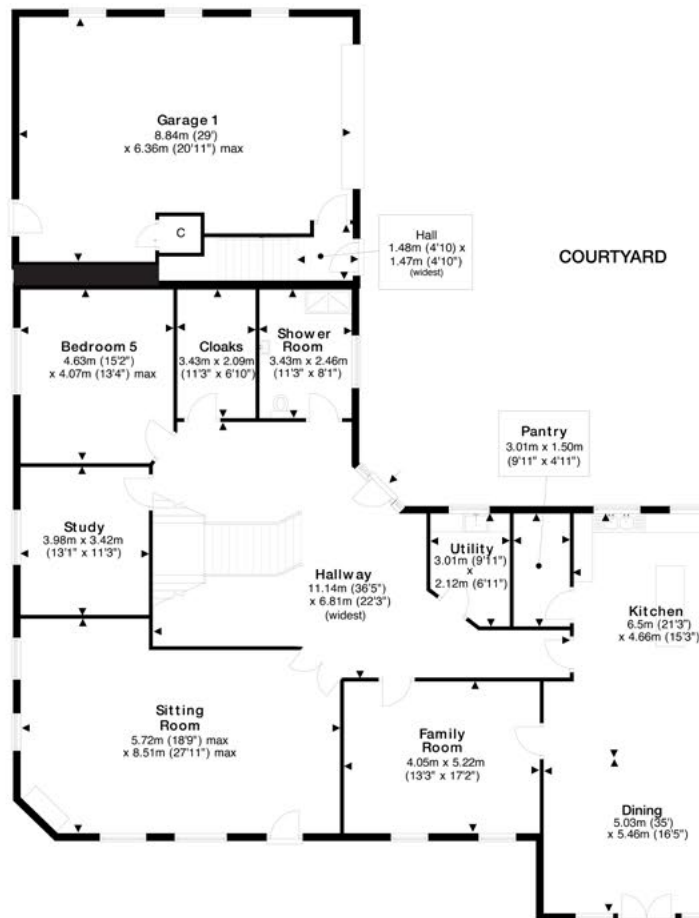 Garage 1
8.84m (29')
x 6.36m (20'11") max
C
Hall
1.48m (4'10) x
1.47m (4'10")
(widest)
COURTYARD
Bedroom 5
4.63m (15'2")
x 4.07m (13'4") max
Cloaks
3.43m x 2.09m
(11'3" x 6'10")
Shower
Room
3.43m x 2.46m
(11'3" x 8'1")
Pantry
3.01m x 1.50m
(9'11" x 4'11")
Study
3.98m x 3.42m
(13'1" x 11'3")
Utility
3.01m (9'11")
x
2.12m (6'11")
Hallway
11.14m (36'5")
x 6.81m (22'3")
(widest)
Kitchen
6.5m (21'3")
x 4.66m (15'3")
Sitting
Room
5.72m (18'9") max
x 8.51m (27'11") max
Family
Room
4.05m x 5.22m
(13'3" x 17'2")
Dining
5.03m (35')
x 5.46m (16'5")